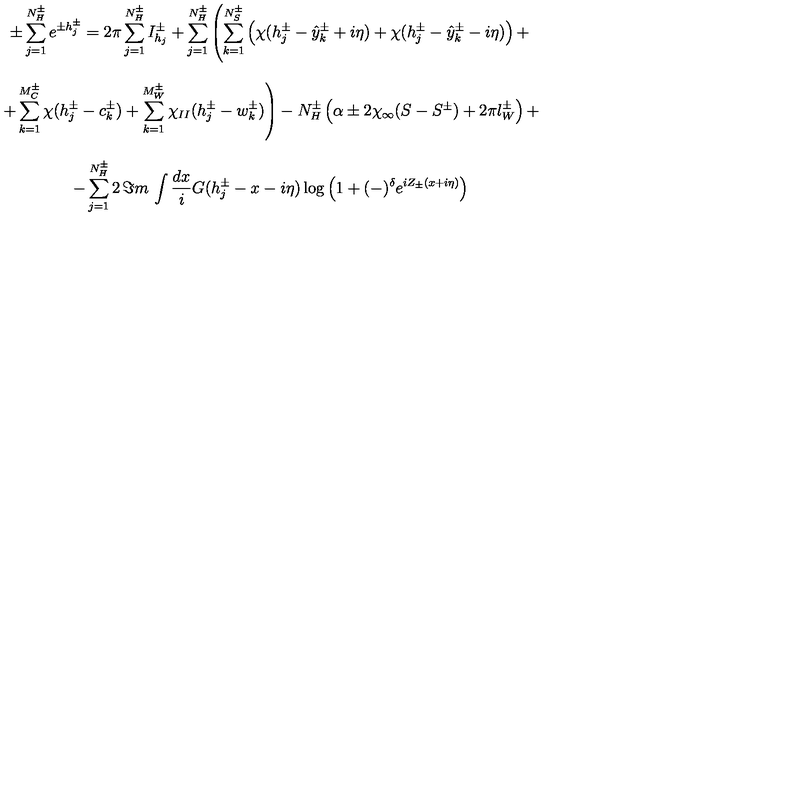 \pm \sum_{j=1}^{N_H^\pm} e^{\pm h_j^\pm} = 2\pi \sum_{j=1}^{N_H^\pm} I_{h_j}^\pm + \sum_{j=1}^{N_H^\pm} \left( \sum_{k=1}^{N_S^\pm} \left( \chi(h_j^\pm - \hat{y}_k^\pm + i\eta) + \chi(h_j^\pm - \hat{y}_k^\pm - i\eta) \right) + \right.
\left. + \sum_{k=1}^{M_C^\pm} \chi(h_j^\pm - c_k^\pm) + \sum_{k=1}^{M_W^\pm} \chi_{II}(h_j^\pm - w_k^\pm) \right) - N_H^\pm \left( \alpha \pm 2\chi_\infty (S - S^\pm) + 2\pi l_W^\pm \right) +
- \sum_{j=1}^{N_H^\pm} 2\, \Im m \int \frac{dx}{i} G(h_j^\pm - x - i\eta) \log \left( 1 + (-)^\delta e^{iZ_\pm(x+i\eta)} \right)